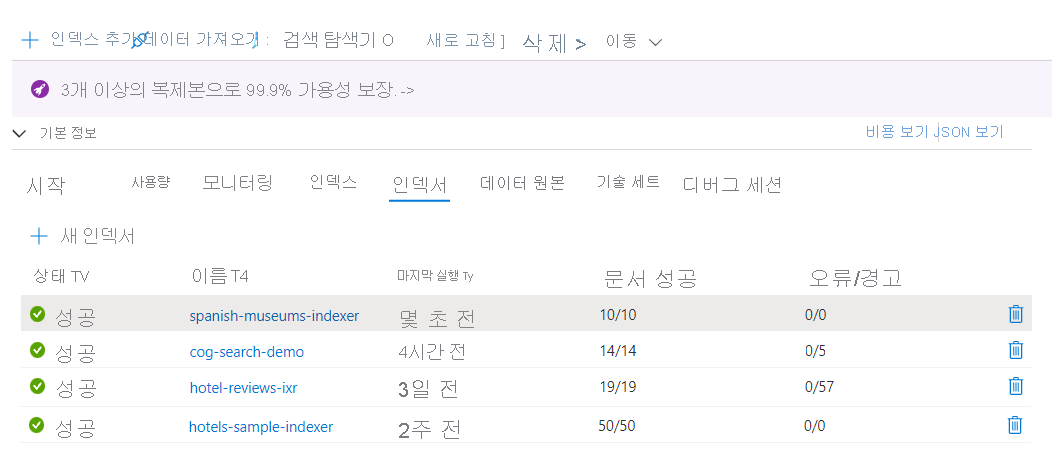 인덱스 추가 데이터 가져오기 : 검색 탐색기 O 새로 고침 ] 삭제 > 이동
3개 이상의 복제본으로 99.9% 가용성 보장. ->
기본 정보 비용 보기 JSON 보기
시작 사용량 모니터링 인덱스 인덱서 데이터 원본 기술 세트 디버그 세션
+ 새 인덱서
상태 TV 이름 T4 마지막 실행 Ty 문서 성공 오류/경고
성공 spanish-museums-indexer 몇 초 전 10/10 0/0
성공 cog-search-demo 4시간 전 14/14 0/5
성공 hotel-reviews-ixr 3일 전 19/19 0/57
성공 hotels-sample-indexer 2주 전 50/50 0/0